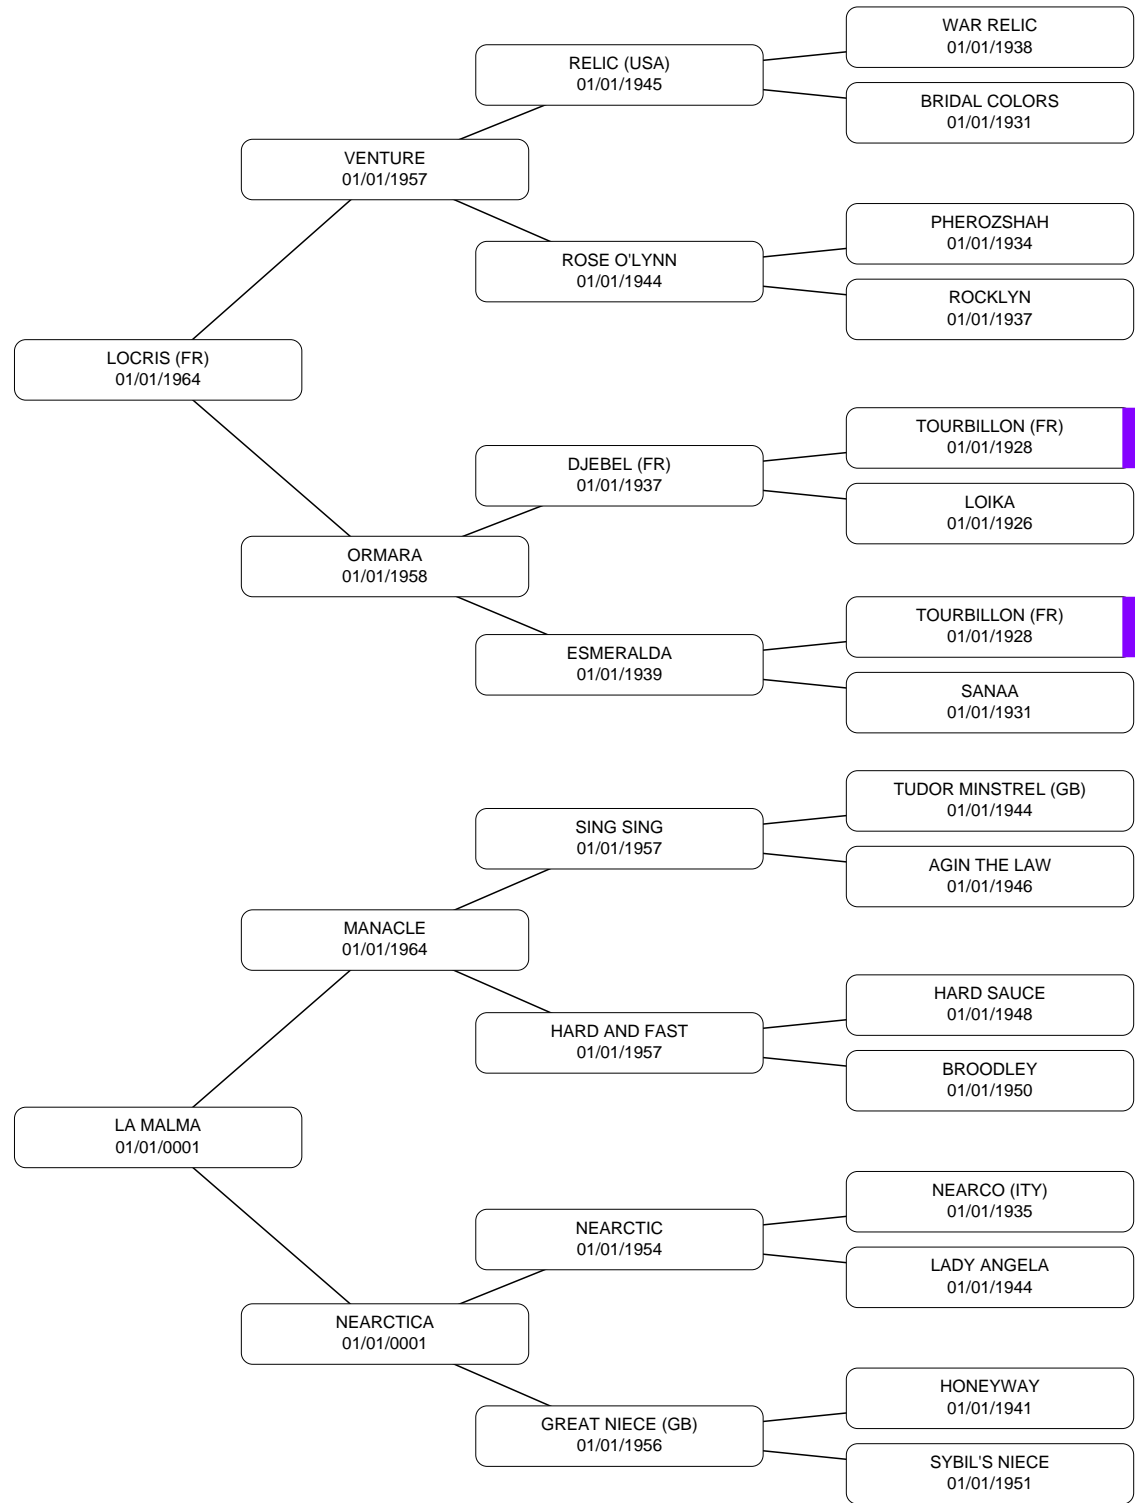 WAR RELIC
01/01/1938
RELIC (USA)
01/01/1945
BRIDAL COLORS
01/01/1931
VENTURE
01/01/1957
PHEROZSHAH
01/01/1934
ROSE O'LYNN
01/01/1944
ROCKLYN
01/01/1937
LOCRIS (FR)
01/01/1964
TOURBILLON (FR)
01/01/1928
DJEBEL (FR)
01/01/1937
LOIKA
01/01/1926
ORMARA
01/01/1958
TOURBILLON (FR)
01/01/1928
ESMERALDA
01/01/1939
SANAA
01/01/1931
TUDOR MINSTREL (GB)
01/01/1944
SING SING
01/01/1957
AGIN THE LAW
01/01/1946
MANACLE
01/01/1964
HARD SAUCE
01/01/1948
HARD AND FAST
01/01/1957
BROODLEY
01/01/1950
LA MALMA
01/01/0001
NEARCO (ITY)
01/01/1935
NEARCTIC
01/01/1954
LADY ANGELA
01/01/1944
NEARCTICA
01/01/0001
HONEYWAY
01/01/1941
GREAT NIECE (GB)
01/01/1956
SYBIL'S NIECE
01/01/1951